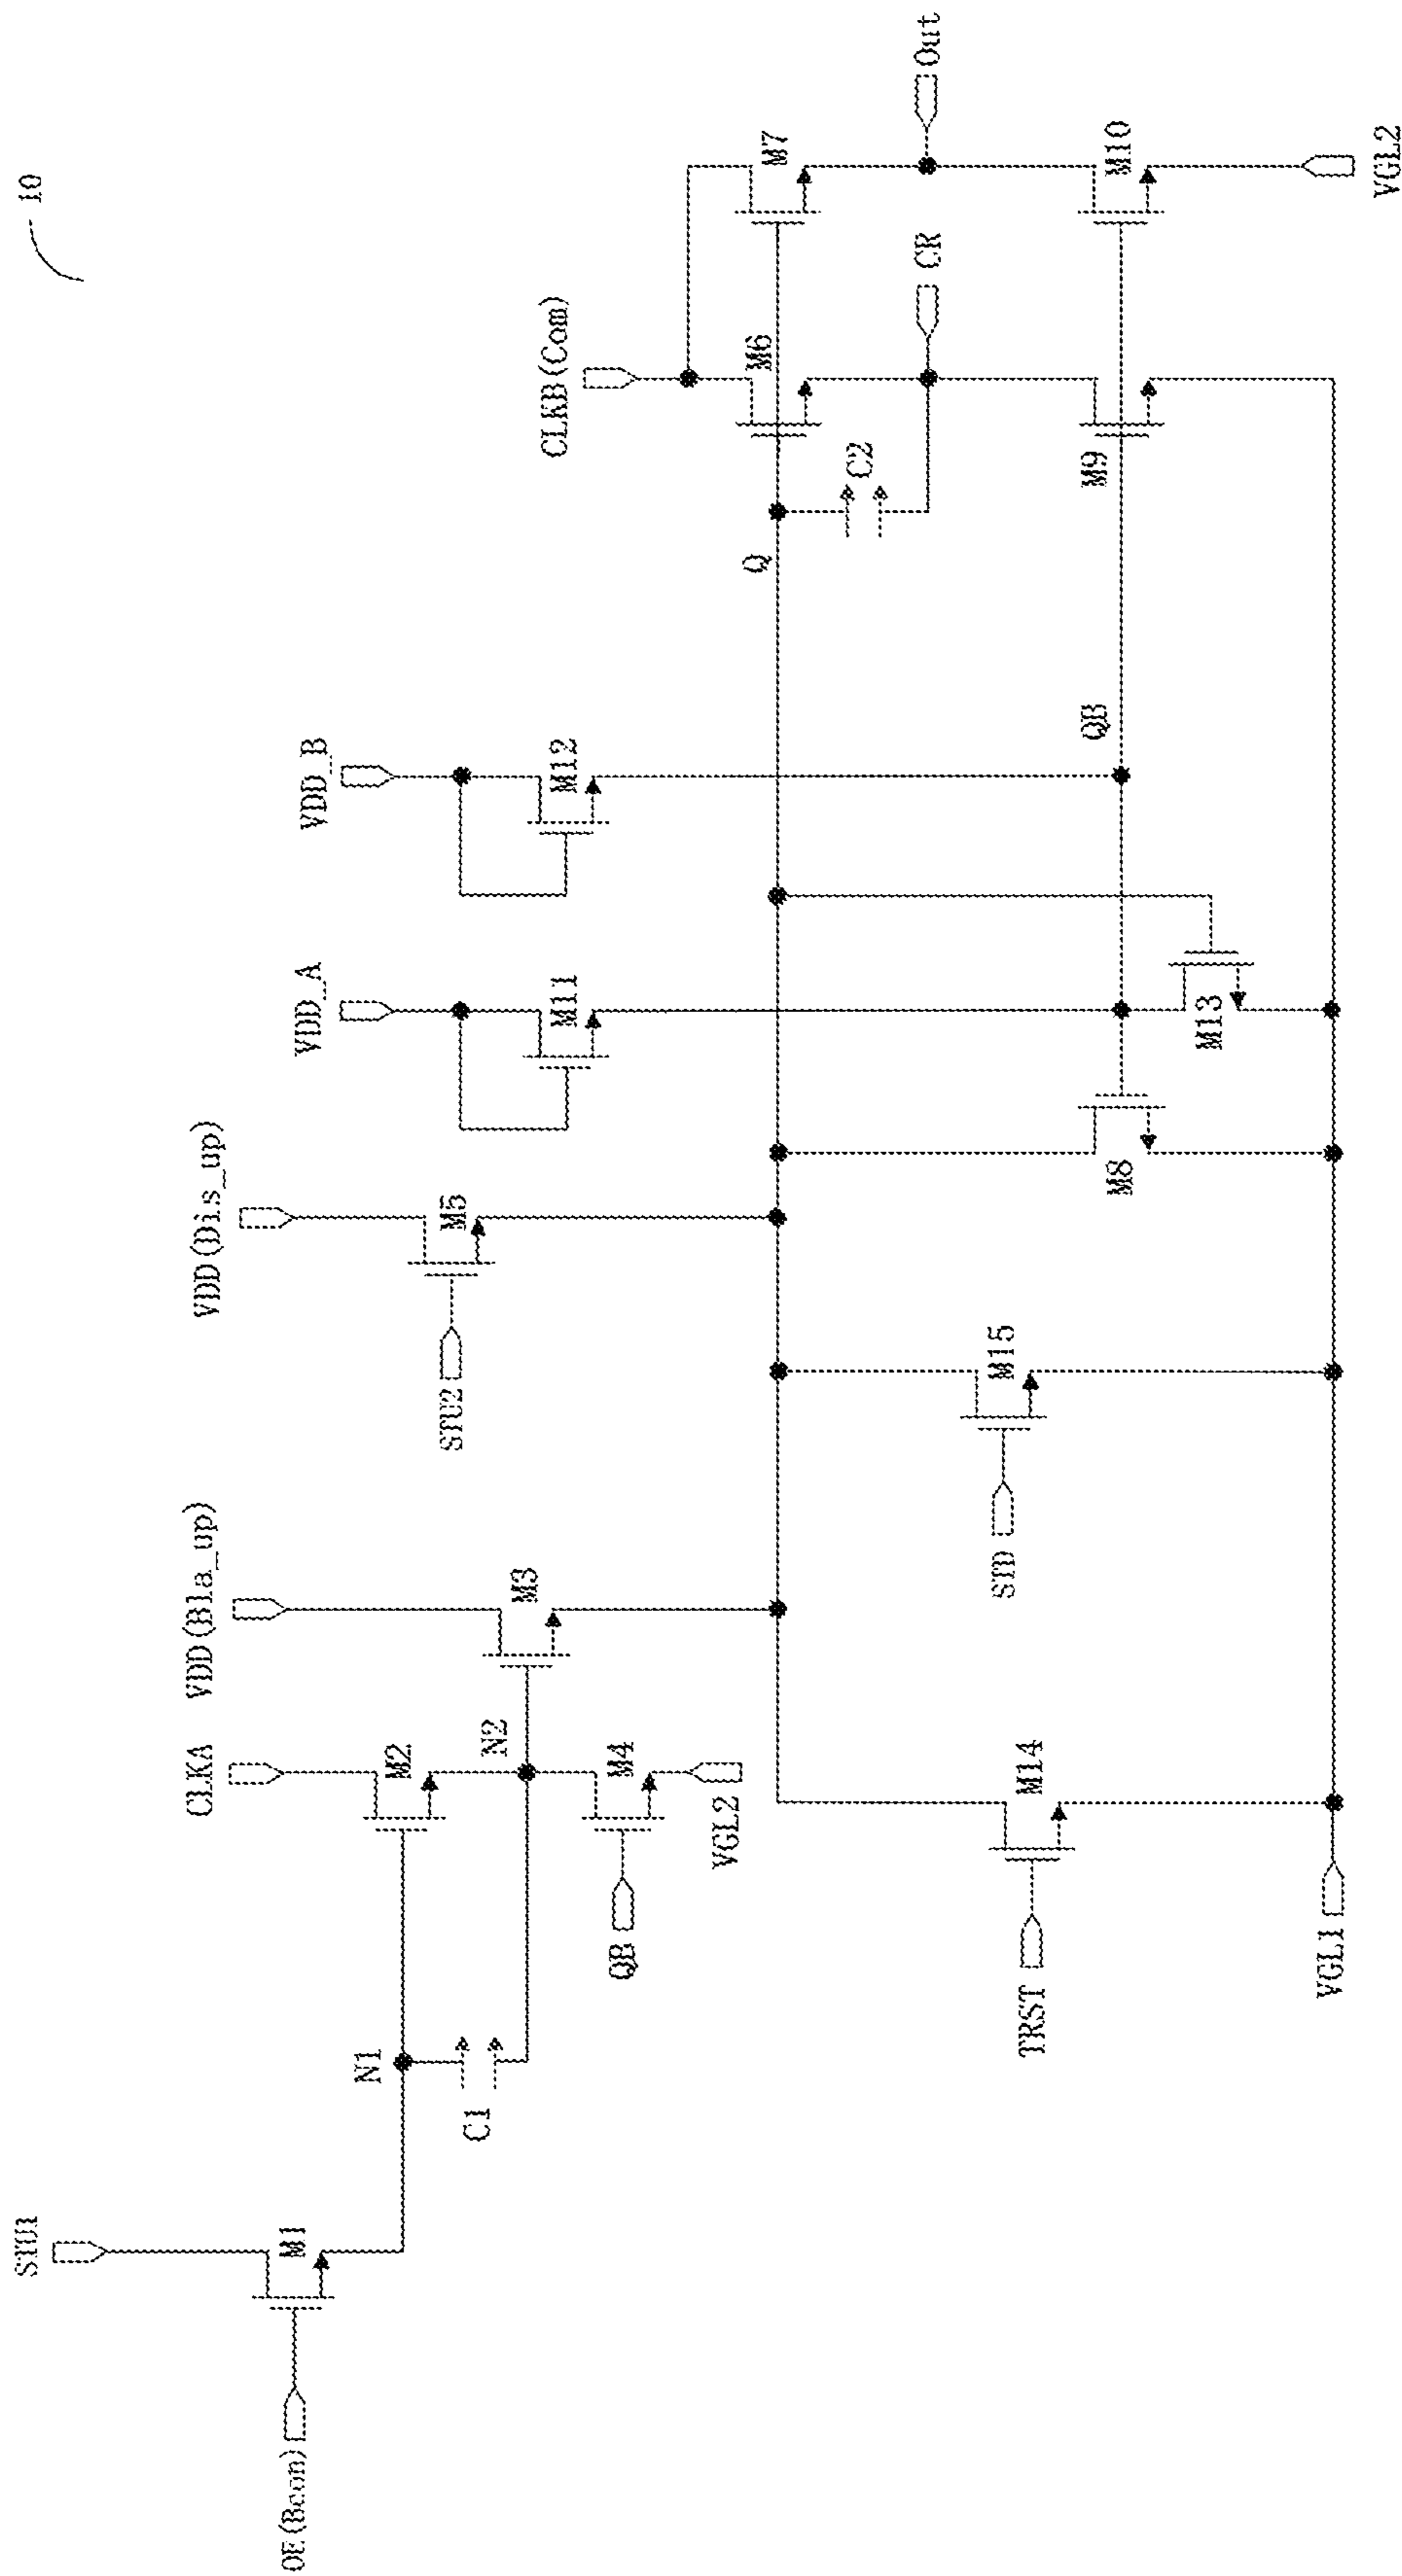 10
STU1
OE(Bcon)
M1
N1
C1
CLKA
M2
N2
QB
M4
VGL2
VDD(Bla_up)
M3
STU2
VDD(Dis_up)
M5
VDD_A
M11
VDD_B
M12
CLKB(Com)
M6
M7
Q
C2
CR
Out
TRST
M14
STD
M15
M8
M13
QB
M9
M10
VGL1
VGL2